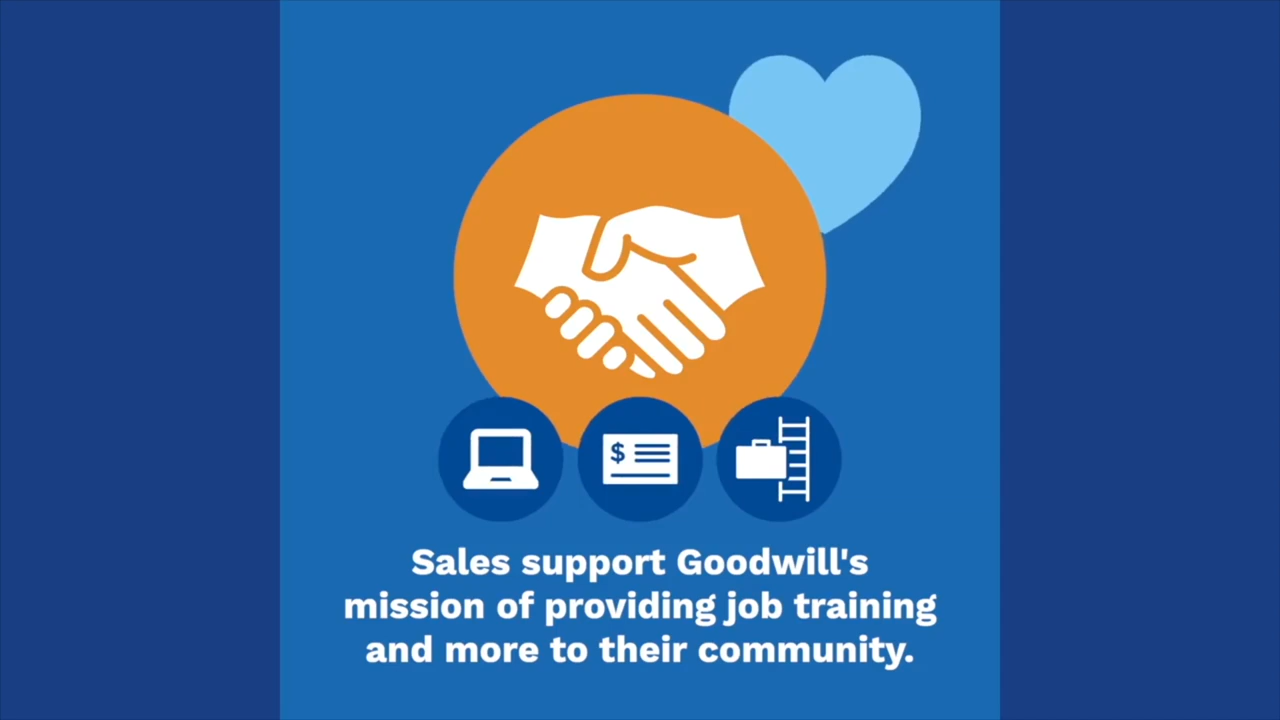 $
Sales support Goodwill's
mission of providing job training
and more to their community.